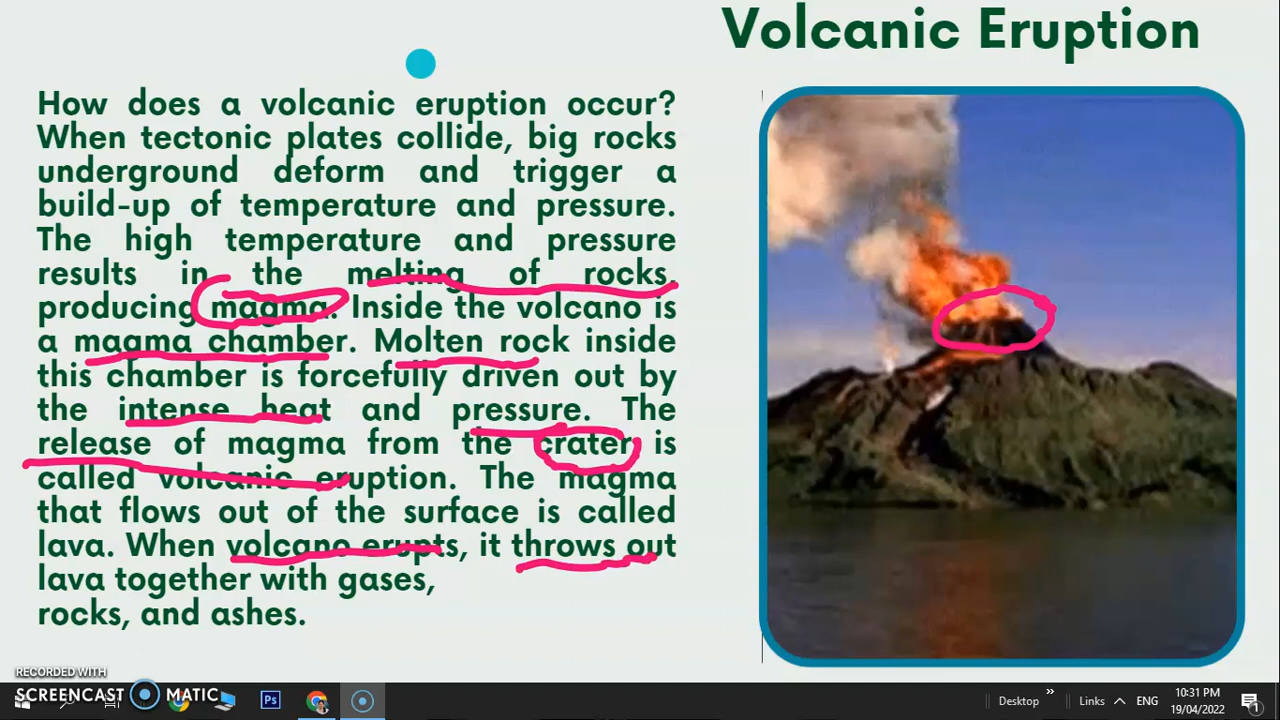 Volcanic Eruption
How does a volcanic eruption occur?
When tectonic plates collide, big rocks
underground deform and trigger a
build-up of temperature and pressure.
The high temperature and pressure
results in the melting of rocks,
producing magma. Inside the volcano is
a magma chamber. Molten rock inside
this chamber is forcefully driven out by
the intense heat and pressure. The
release of magma from the crater is
called volcanic eruption. The magma
that flows out of the surface is called
lava. When volcano erupts, it throws out
lava together with gases,
rocks, and ashes.
RECORDED WITH
SCREENCAST MATIC
Ps
Desktop
Links
ENG
10:31 PM
19/04/2022
1